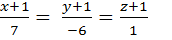 x+1/7 = y+1/-6 = z+1/1